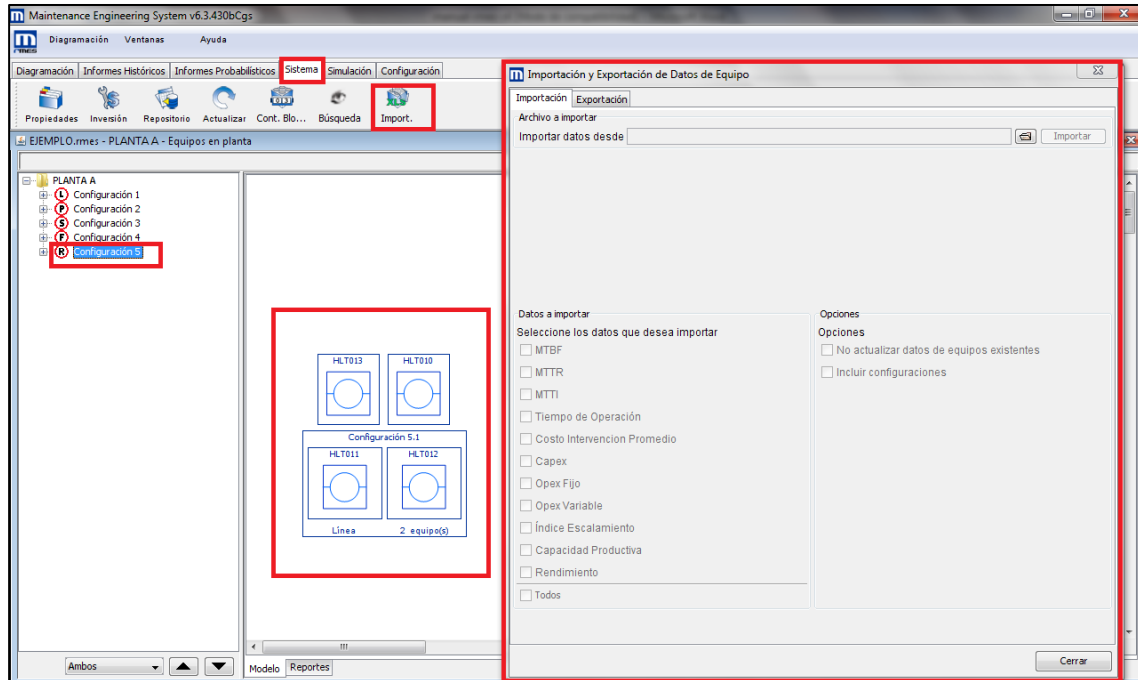 Maintenance Engineering System v6.3.430bCgs
rmes
Diagramación Ventanas Ayuda
Diagramación Informes Históricos Informes Probabilísticos Sistema Simulación Configuración
Propiedades Inversión Repositorio Actualizar Cont. Blo... Búsqueda Import.
EJEMPLO.rmes - PLANTA A - Equipos en planta
PLANTA A
L Configuración 1
P Configuración 2
S Configuración 3
F Configuración 4
R Configuración 5
HLT013 HLT010
Configuración 5.1
HLT011 HLT012
Línea 2 equipo(s)
Ambos
Modelo Reportes
Importación y Exportación de Datos de Equipo
Importación Exportación
Archivo a importar
Importar datos desde Importar
Datos a importar
Seleccione los datos que desea importar
MTBF
MTTR
MTTI
Tiempo de Operación
Costo Intervencion Promedio
Capex
Opex Fijo
Opex Variable
Índice Escalamiento
Capacidad Productiva
Rendimiento
Todos
Opciones
Opciones
No actualizar datos de equipos existentes
Incluir configuraciones
Cerrar